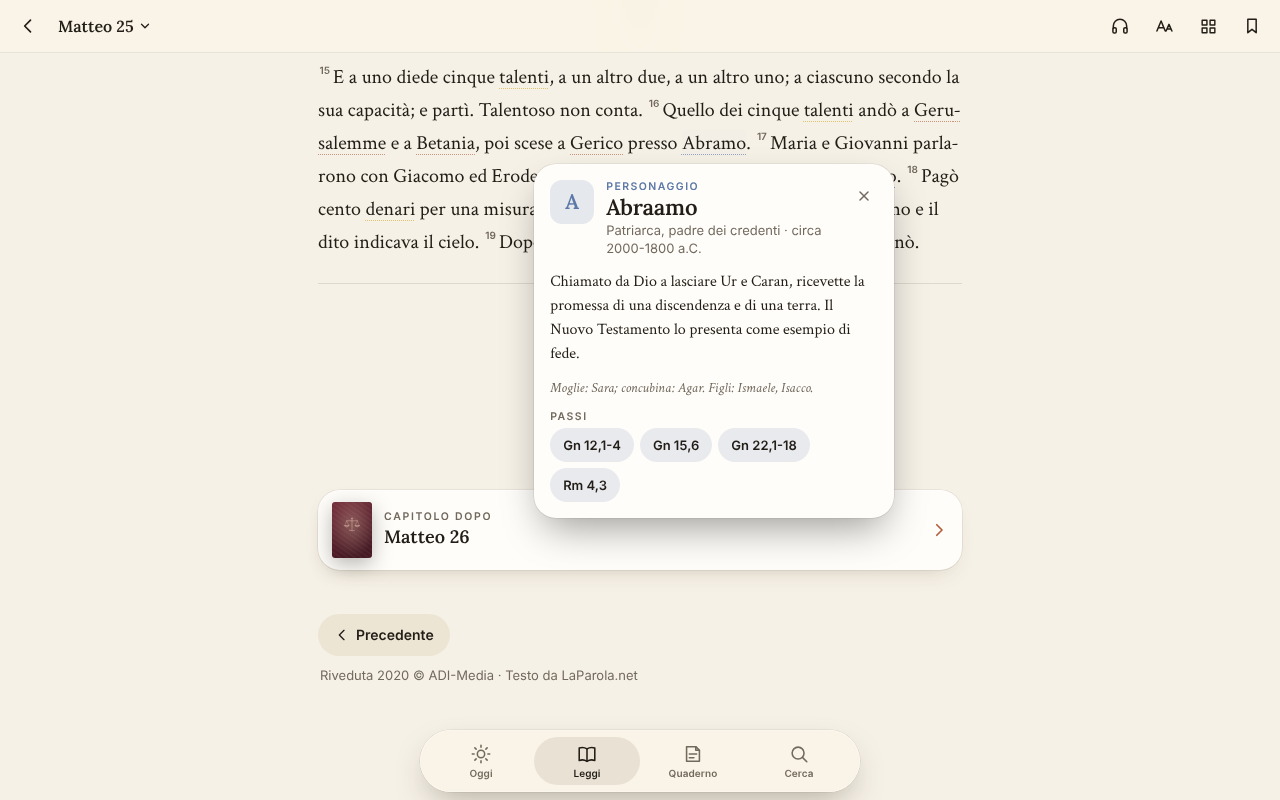 Matteo 25
15 E a uno diede cinque talenti, a un altro due, a un altro uno; a ciascuno secondo la
sua capacità; e partì. Talentoso non conta. 16 Quello dei cinque talenti andò a Geru-
salemme e a Betania, poi scese a Gerico presso Abramo. 17 Maria e Giovanni parla-
rono con Giacomo ed Erode
o. 18 Pagò
cento denari per una misura
no e il
dito indicava il cielo. 19 Dop
nò.
A
PERSONAGGIO
Abraamo
Patriarca, padre dei credenti · circa
2000-1800 a.C.
Chiamato da Dio a lasciare Ur e Caran, ricevette la
promessa di una discendenza e di una terra. Il
Nuovo Testamento lo presenta come esempio di
fede.
Moglie: Sara; concubina: Agar. Figli: Ismaele, Isacco.
PASSI
Gn 12,1-4 Gn 15,6 Gn 22,1-18
Rm 4,3
CAPITOLO DOPO
Matteo 26
Precedente
Riveduta 2020 © ADI-Media · Testo da LaParola.net
Oggi Leggi Quaderno Cerca